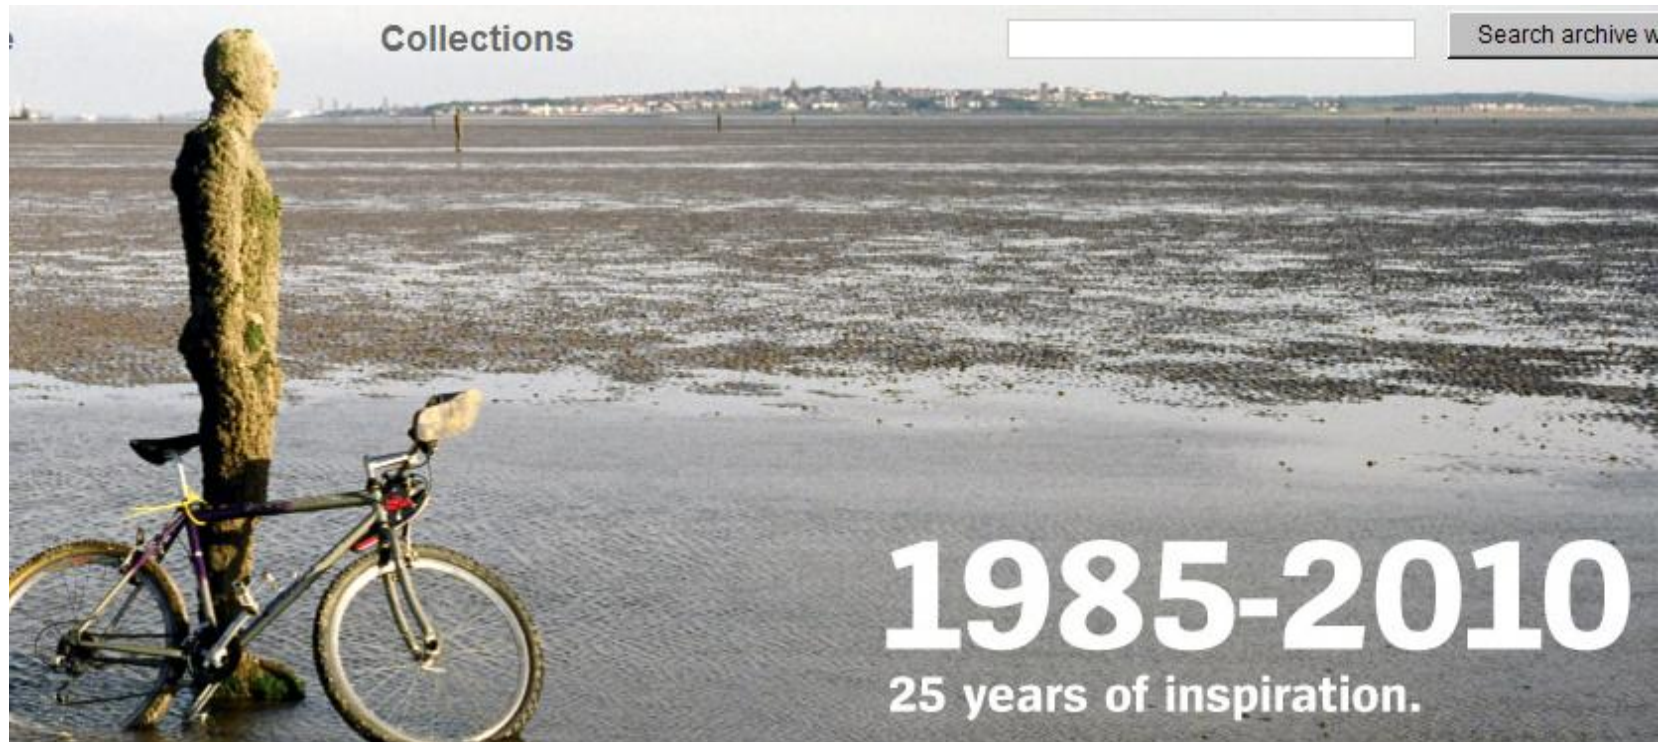 Collections
Search archive w
1985-2010
25 years of inspiration.